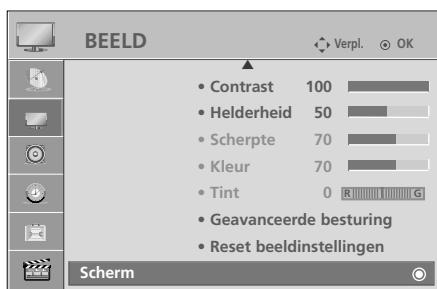 BEELD Verpl. OK
• Contrast 100
• Helderheid 50
• Scherpte 70
• Kleur 70
• Tint 0 R G
• Geavanceerde besturing
• Reset beeldinstellingen
Scherm